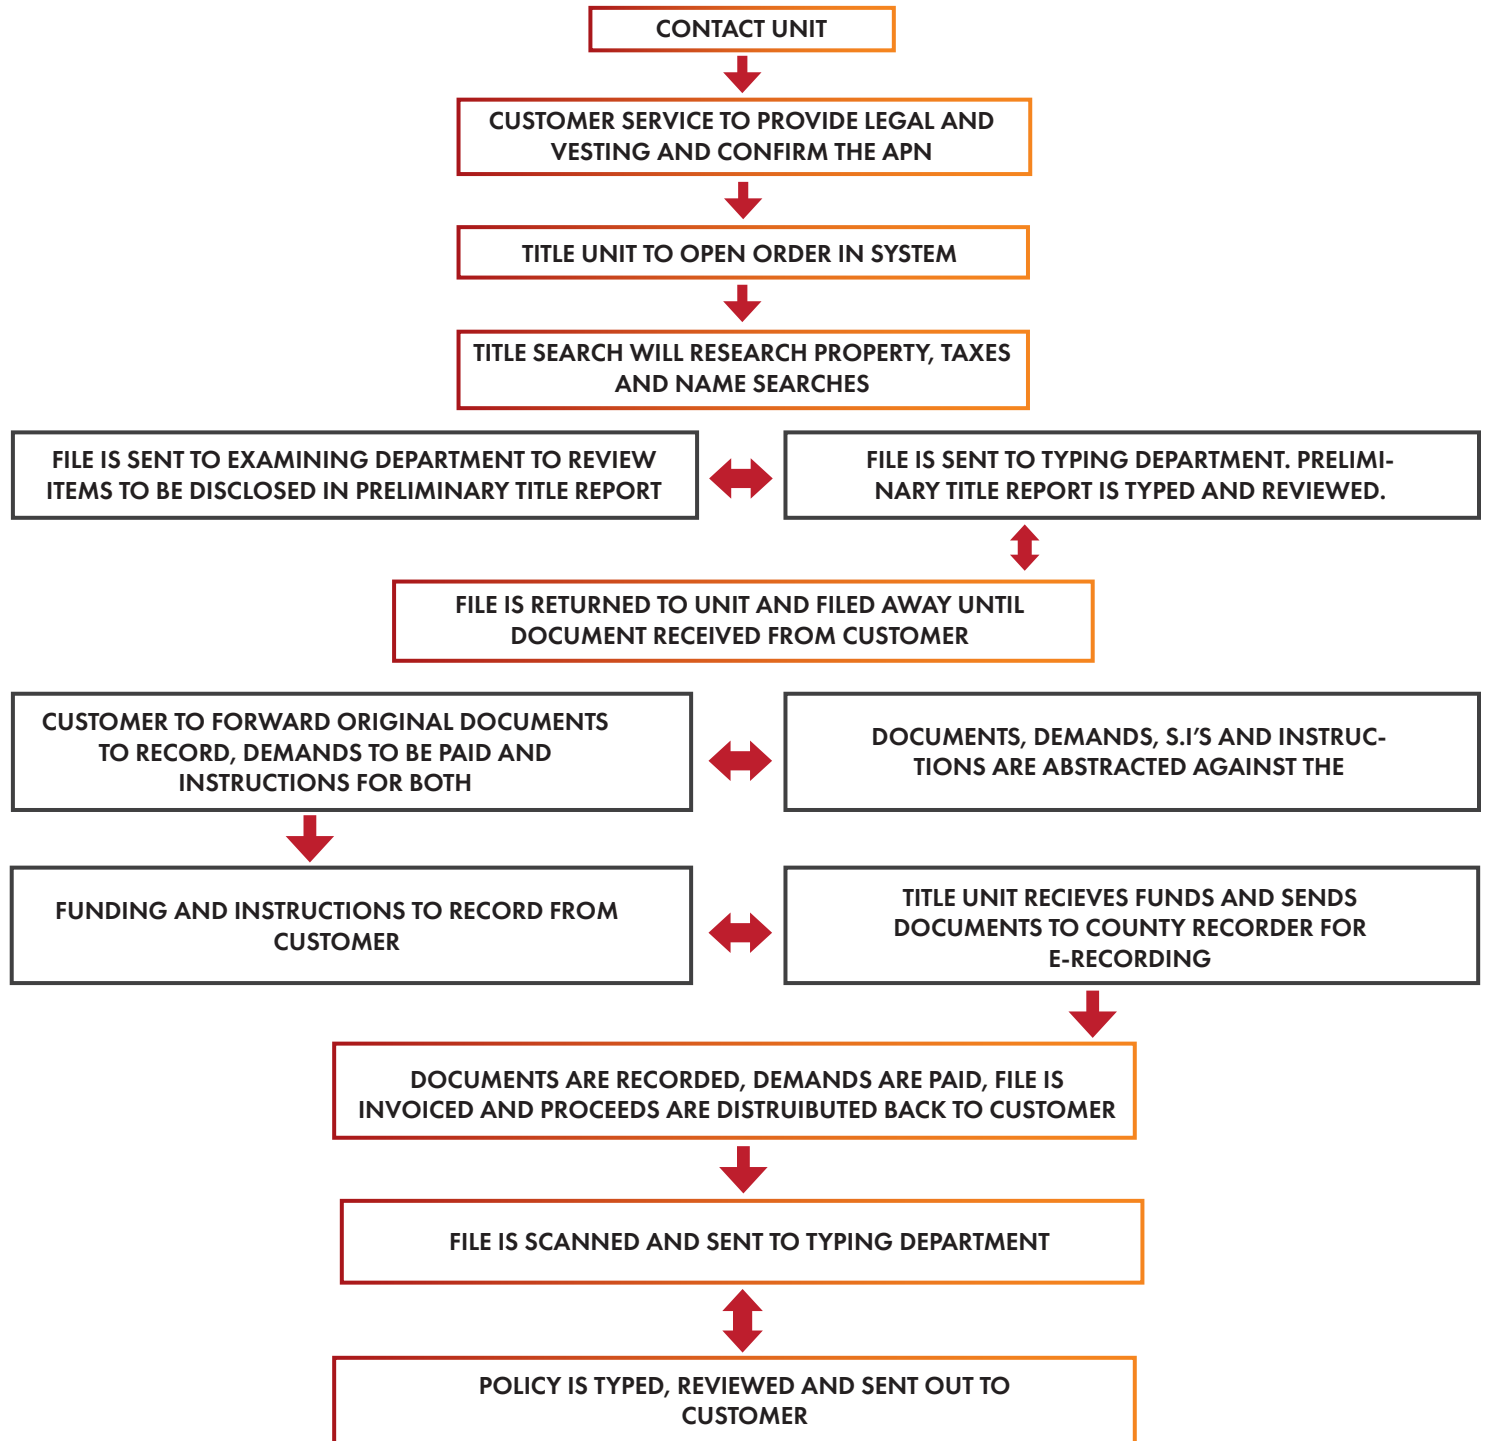 CONTACT UNIT
CUSTOMER SERVICE TO PROVIDE LEGAL AND
VESTING AND CONFIRM THE APN
TITLE UNIT TO OPEN ORDER IN SYSTEM
TITLE SEARCH WILL RESEARCH PROPERTY, TAXES
AND NAME SEARCHES
FILE IS SENT TO EXAMINING DEPARTMENT TO REVIEW
ITEMS TO BE DISCLOSED IN PRELIMINARY TITLE REPORT
FILE IS SENT TO TYPING DEPARTMENT. PRELIMI-
NARY TITLE REPORT IS TYPED AND REVIEWED.
FILE IS RETURNED TO UNIT AND FILED AWAY UNTIL
DOCUMENT RECEIVED FROM CUSTOMER
CUSTOMER TO FORWARD ORIGINAL DOCUMENTS
TO RECORD, DEMANDS TO BE PAID AND
INSTRUCTIONS FOR BOTH
DOCUMENTS, DEMANDS, S.I'S AND INSTRUC-
TIONS ARE ABSTRACTED AGAINST THE
FUNDING AND INSTRUCTIONS TO RECORD FROM
CUSTOMER
TITLE UNIT RECIEVES FUNDS AND SENDS
DOCUMENTS TO COUNTY RECORDER FOR
E-RECORDING
DOCUMENTS ARE RECORDED, DEMANDS ARE PAID, FILE IS
INVOICED AND PROCEEDS ARE DISTRUIBUTED BACK TO CUSTOMER
FILE IS SCANNED AND SENT TO TYPING DEPARTMENT
POLICY IS TYPED, REVIEWED AND SENT OUT TO
CUSTOMER